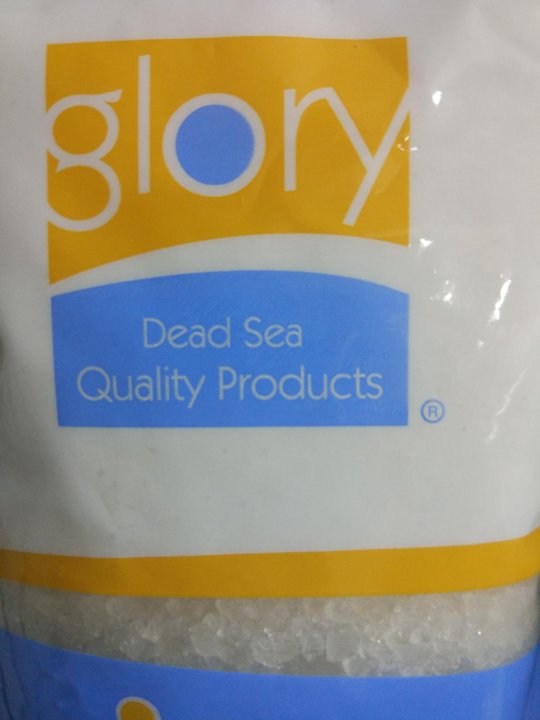 glory
Dead Sea
Quality Products
®